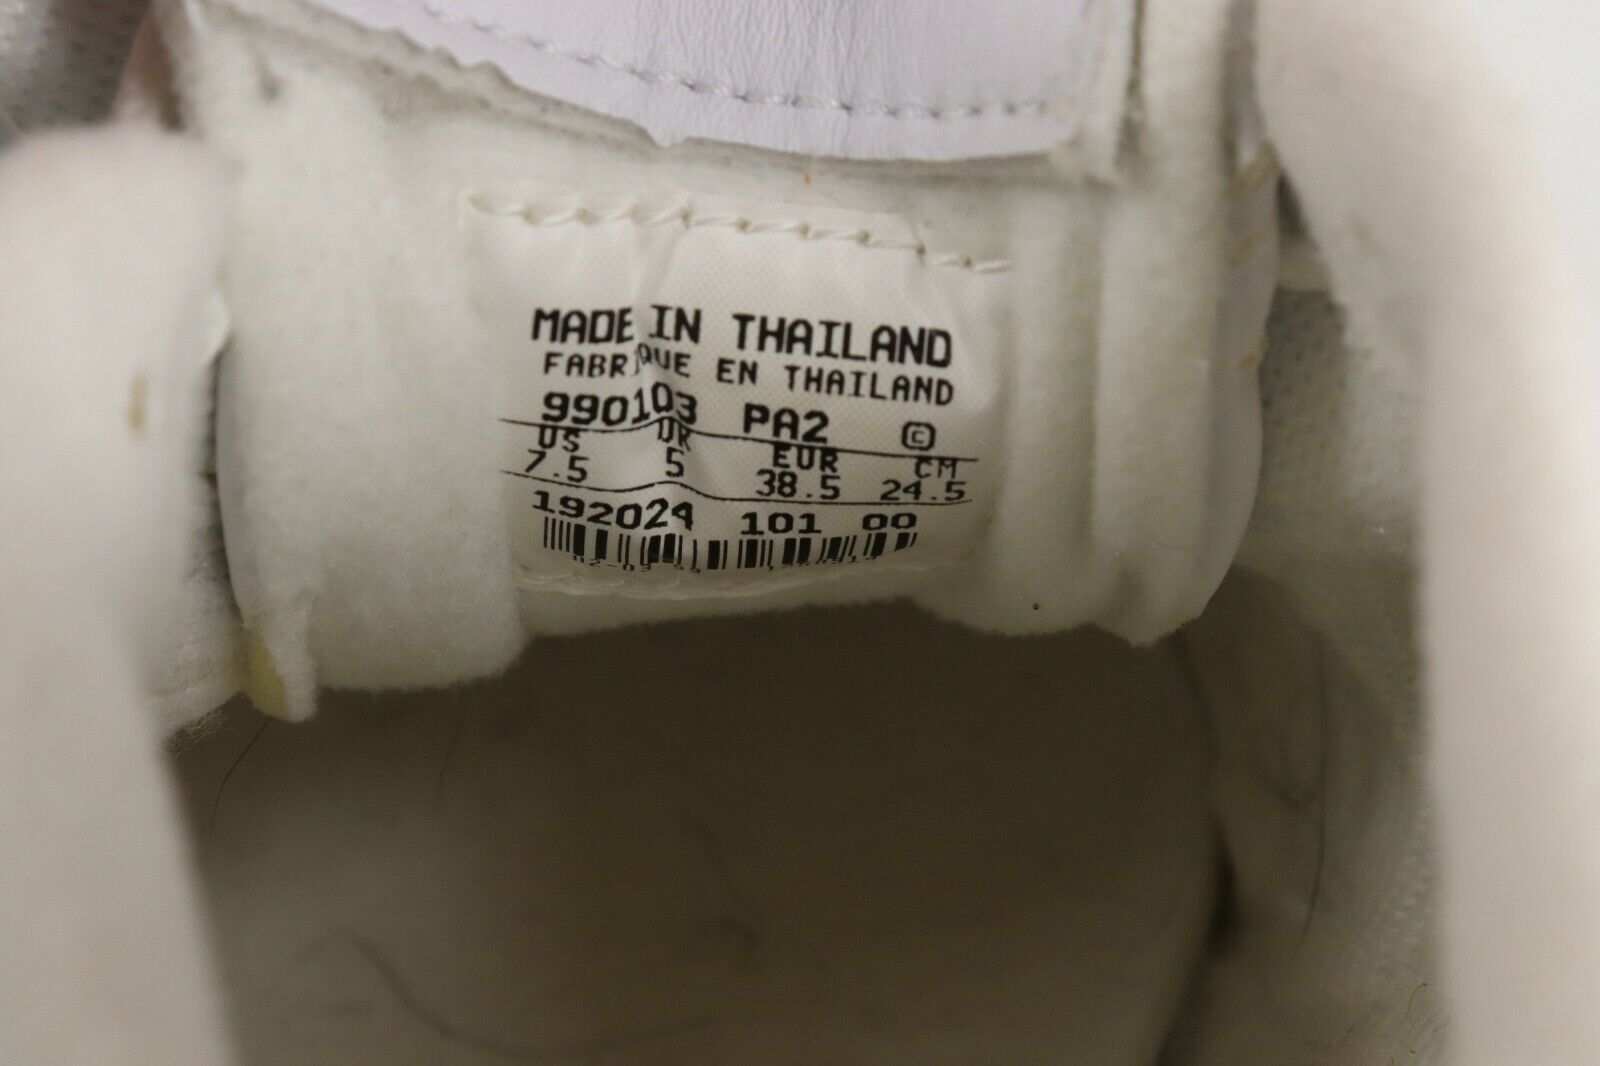 MADE IN THAILAND
FABRIQUE EN THAILAND
990103 PA2 ©
US UK EUR CM
7.5 5 38.5 24.5
192024 101 00